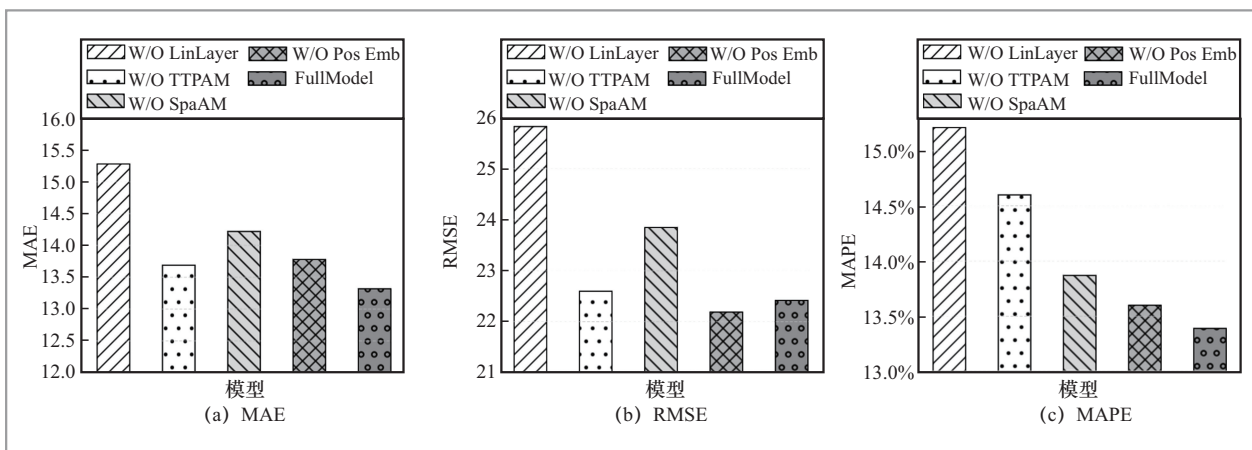 W/O LinLayer W/O Pos Emb
W/O TTPAM FullModel
W/O SpaAM
16.0
15.5
15.0
14.5
14.0
13.5
13.0
12.5
12.0
MAE
模型
(a) MAE
W/O LinLayer W/O Pos Emb
W/O TTPAM FullModel
W/O SpaAM
26
25
24
23
22
21
RMSE
模型
(b) RMSE
W/O LinLayer W/O Pos Emb
W/O TTPAM FullModel
W/O SpaAM
15.0%
14.5%
14.0%
13.5%
13.0%
MAPE
模型
(c) MAPE